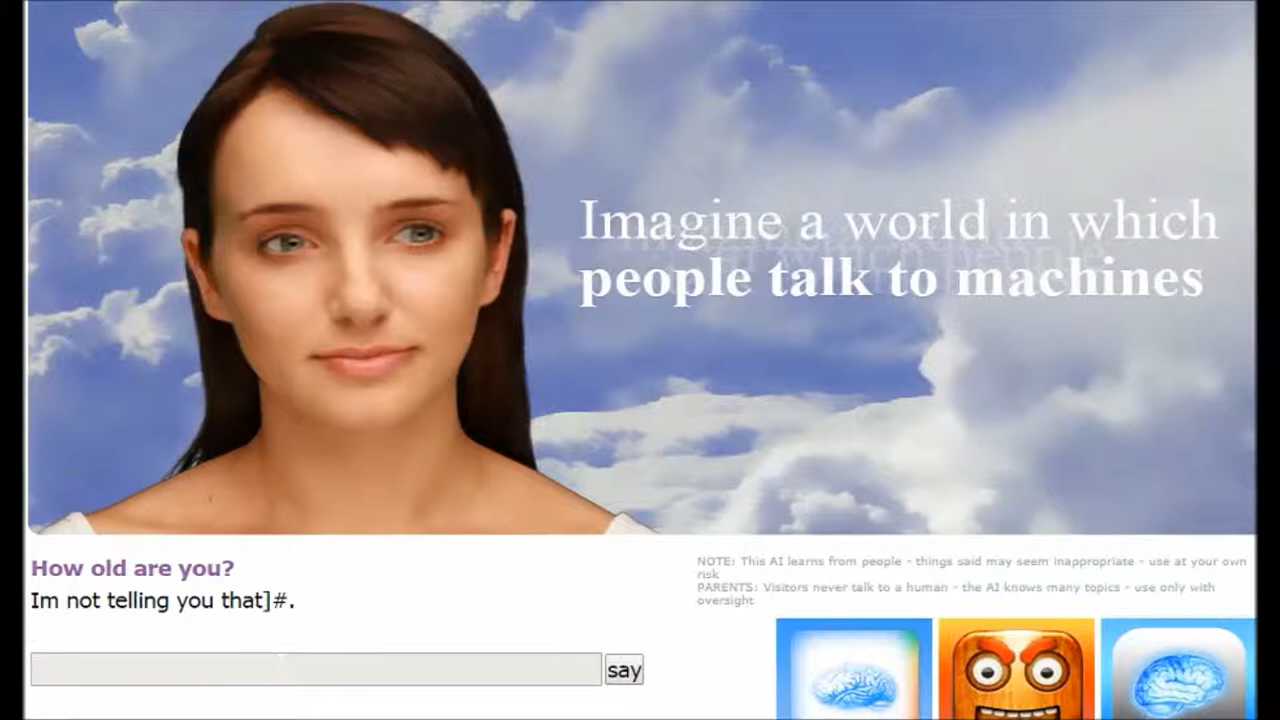 Imagine a world in which
people talk to machines
How old are you?
Im not telling you that]#.
say
NOTE: This AI learns from people - things said may seem inappropriate - use at your own
risk
PARENTS: Visitors never talk to a human - the AI knows many topics - use only with
oversight